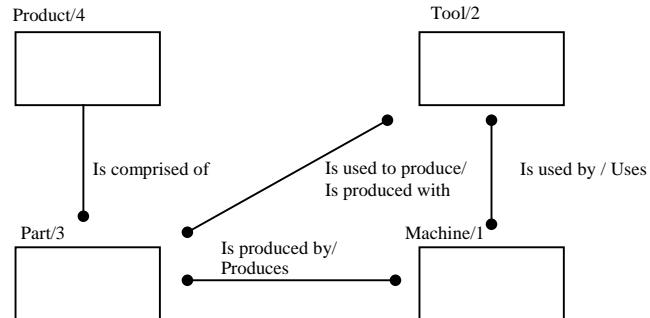 Product/4
Tool/2
Is comprised of
Is used to produce/
Is produced with
Is used by / Uses
Part/3
Machine/1
Is produced by/
Produces